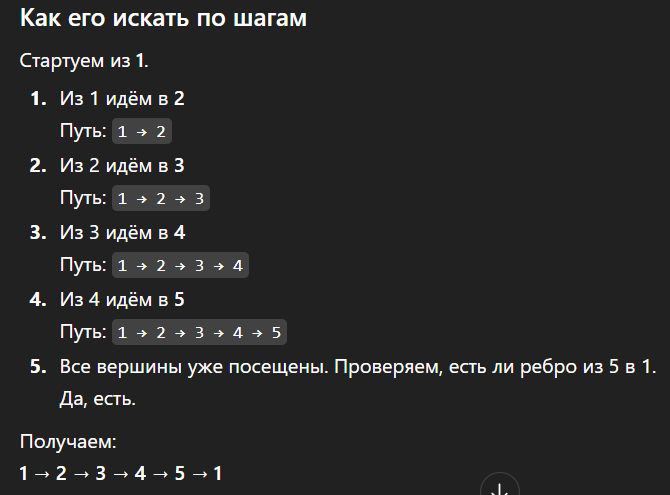 Как его искать по шагам
Стартуем из 1.
1. Из 1 идём в 2
Путь: 1 → 2
2. Из 2 идём в 3
Путь: 1 → 2 → 3
3. Из 3 идём в 4
Путь: 1 → 2 → 3 → 4
4. Из 4 идём в 5
Путь: 1 → 2 → 3 → 4 → 5
5. Все вершины уже посещены. Проверяем, есть ли ребро из 5 в 1.
Да, есть.
Получаем:
1 → 2 → 3 → 4 → 5 → 1